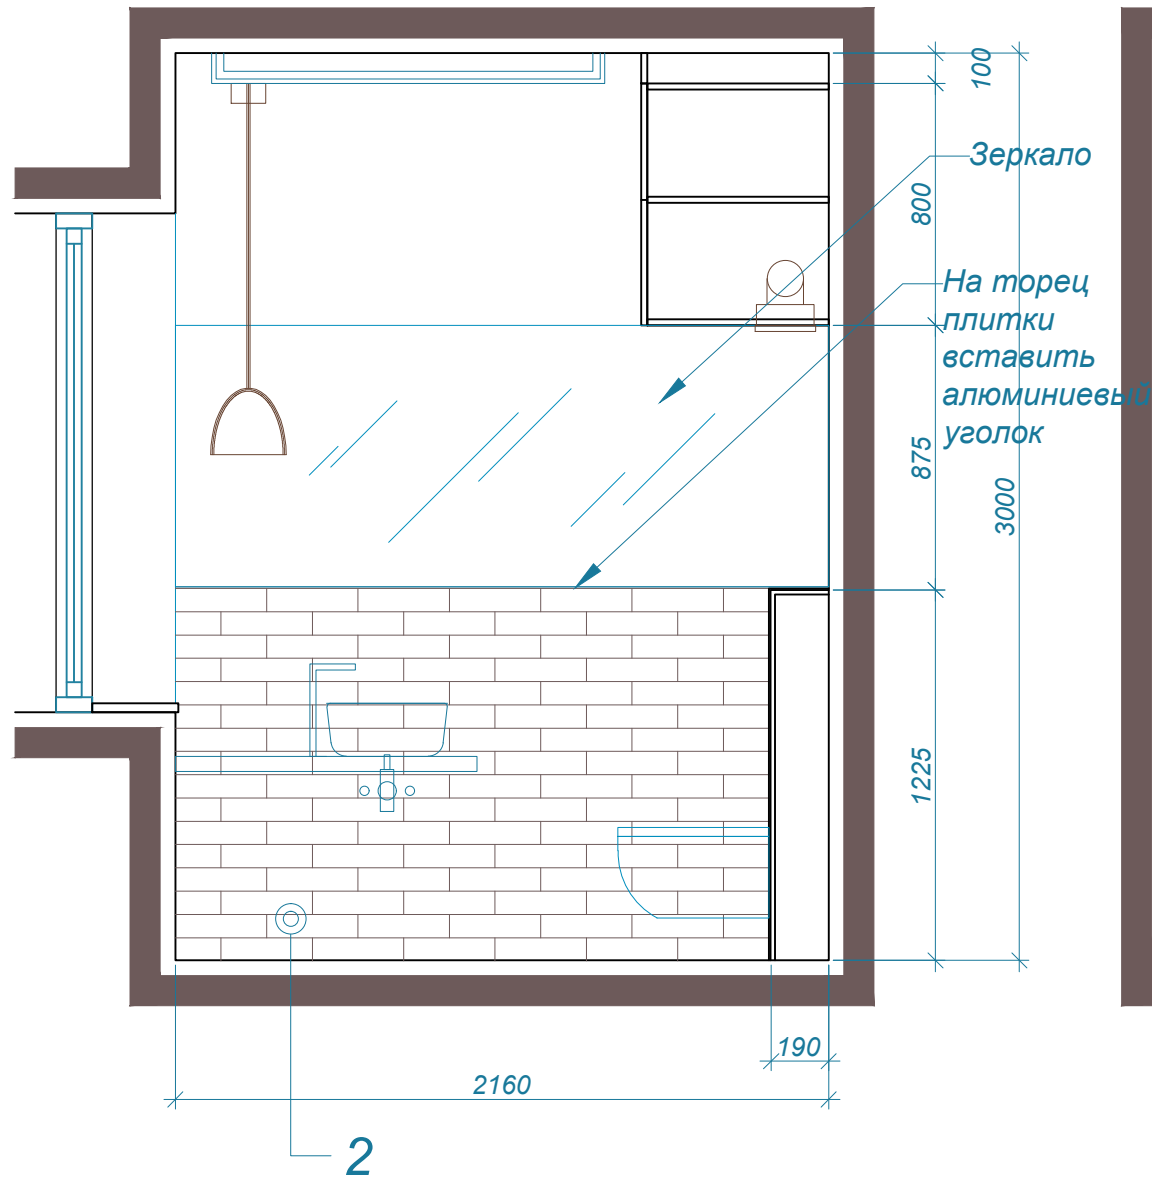 100
Зеркало
800
На торец
плитки
вставить
алюминиевый
уголок
875
3000
1225
190
2160
2